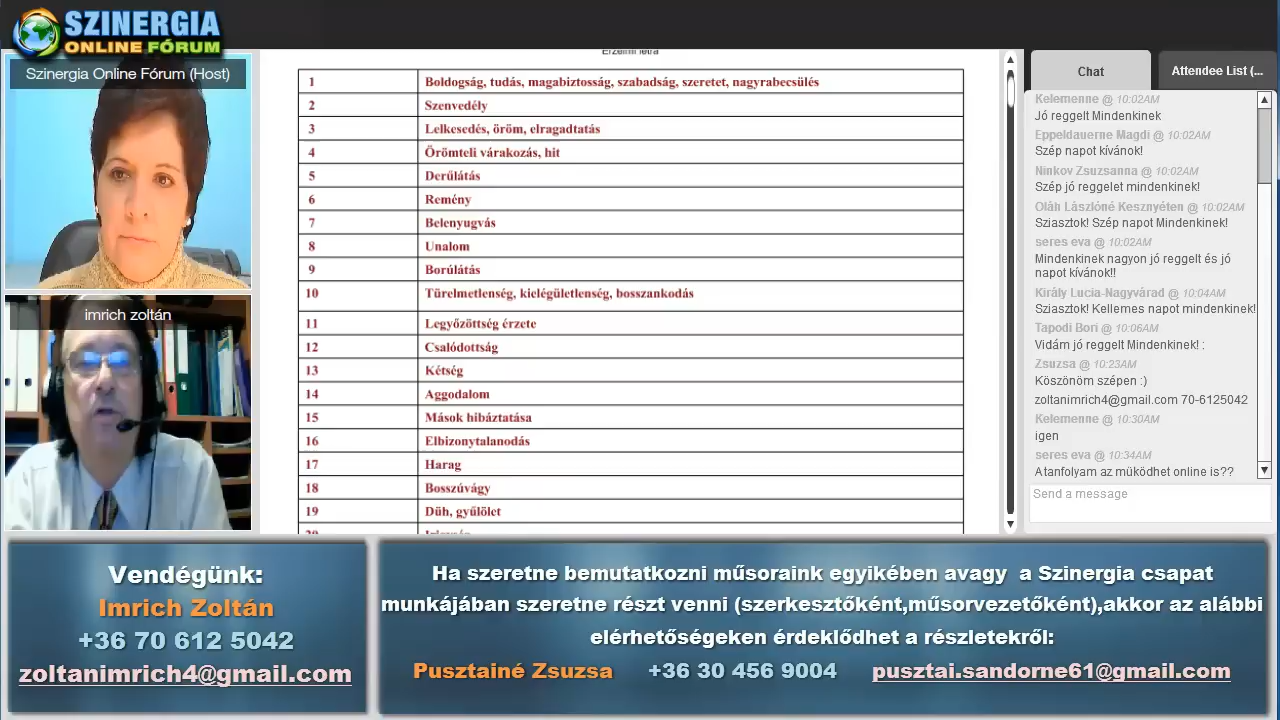 SZINERGIA
ONLINE FÓRUM
Szinergia Online Fórum (Host)
imrich zoltán
Érzelmi létra
1 Boldogság, tudás, magabiztosság, szabadság, szeretet, nagyrabecsülés
2 Szenvedély
3 Lelkesedés, öröm, elragadtatás
4 Örömteli várakozás, hit
5 Derűlátás
6 Remény
7 Belenyugvás
8 Unalom
9 Borúlátás
10 Türelmetlenség, kielégületlenség, bosszankodás
11 Legyőzöttség érzete
12 Csalódottság
13 Kétség
14 Aggodalom
15 Mások hibáztatása
16 Elbizonytalanodás
17 Harag
18 Bosszúvágy
19 Düh, gyűlölet
20
Chat
Attendee List (...
Kelemenne @ 10:02AM
Jó reggelt Mindenkinek
Eppeldauerne Magdi @ 10:02AM
Szép napot kívánok!
Ninkov Zsuzsanna @ 10:02AM
Szép jó reggelet mindenkinek!
Oláh Lászlóné Kesznyéten @ 10:02AM
Sziasztok! Szép napot Mindenkinek!
seres eva @ 10:02AM
Mindenkinek nagyon jó reggelt és jó
napot kívánok!!
Király Lucia-Nagyvárad @ 10:04AM
Sziasztok! Kellemes napot mindenkinek!
Tapodi Bori @ 10:06AM
Vidám jó reggelt Mindenkinek! :
Zsuzsa @ 10:23AM
Köszönöm szépen :)
zoltanimrich4@gmail.com 70-6125042
Kelemenne @ 10:30AM
igen
seres eva @ 10:34AM
A tanfolyam az müködhet online is??
Send a message
Vendégünk:
Imrich Zoltán
+36 70 612 5042
zoltanimrich4@gmail.com
Ha szeretne bemutatkozni műsoraink egyikében avagy a Szinergia csapat
munkájában szeretne részt venni (szerkesztőként,műsorvezetőként),akkor az alábbi
elérhetőségeken érdeklődhet a részletekről:
Pusztainé Zsuzsa +36 30 456 9004 pusztai.sandorne61@gmail.com